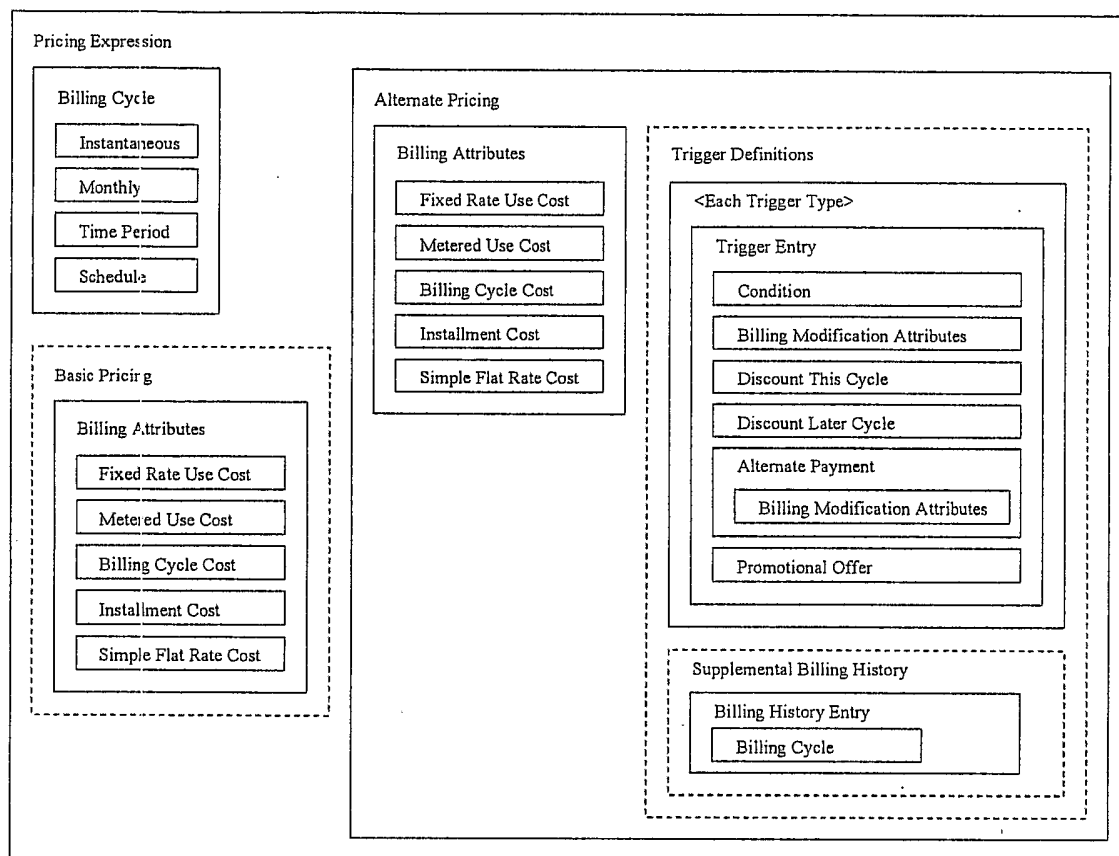 Pricing Expression
Billing Cycle
Instantaneous
Monthly
Time Period
Schedule
Basic Pricing
Billing Attributes
Fixed Rate Use Cost
Metered Use Cost
Billing Cycle Cost
Installment Cost
Simple Flat Rate Cost
Alternate Pricing
Billing Attributes
Fixed Rate Use Cost
Metered Use Cost
Billing Cycle Cost
Installment Cost
Simple Flat Rate Cost
Trigger Definitions
<Each Trigger Type>
Trigger Entry
Condition
Billing Modification Attributes
Discount This Cycle
Discount Later Cycle
Alternate Payment
Billing Modification Attributes
Promotional Offer
Supplemental Billing History
Billing History Entry
Billing Cycle